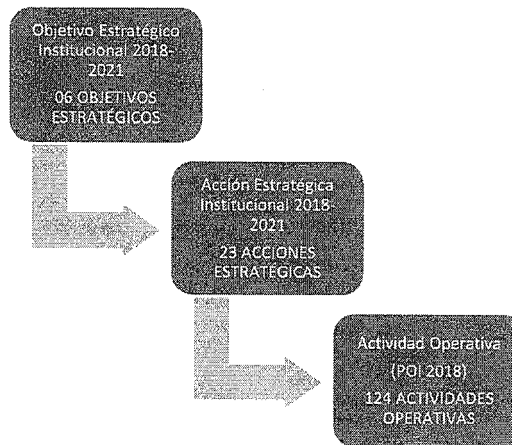 Objetivo Estratégico
Institucional 2018-
2021
06 OBJETIVOS
ESTRATÉGICOS
Acción Estratégica
Institucional 2018-
2021
23 ACCIONES
ESTRATÉGICAS
Actividad Operativa
(POI 2018)
124 ACTIVIDADES
OPERATIVAS